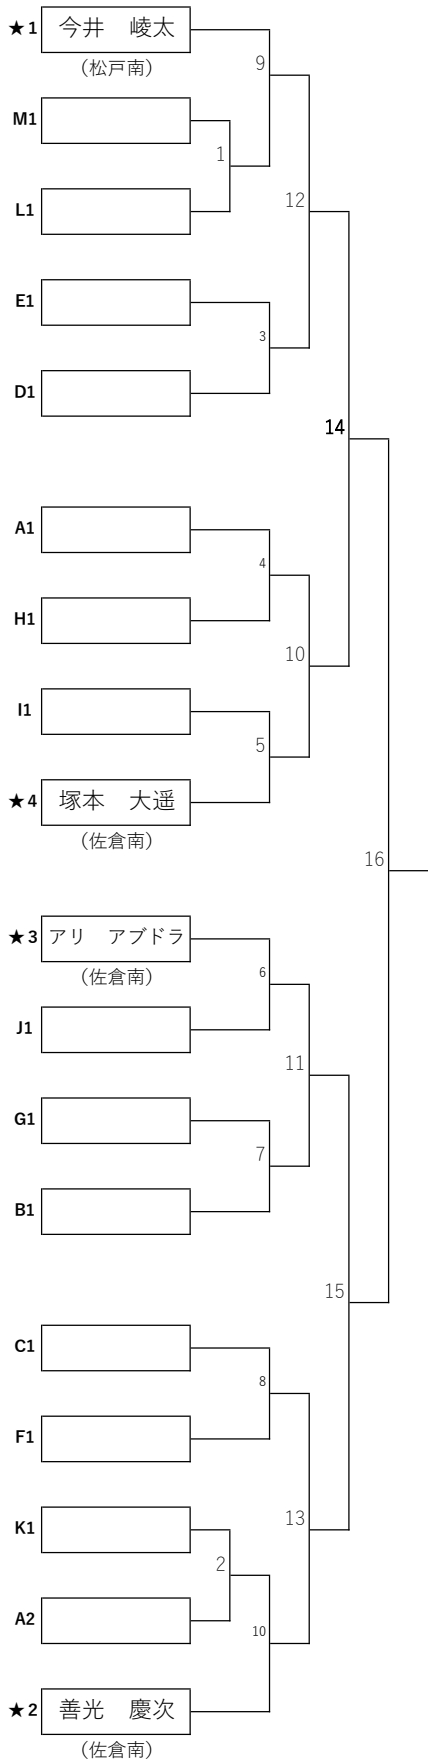 ★1 今井　崚太
(松戸南)
9
M1
1
12
L1
E1
3
D1
14
A1
4
H1
10
I1
5
★4 塚本　大遥
(佐倉南)
16
★3 アリ　アブドラ
(佐倉南)
6
J1
11
G1
7
B1
15
C1
8
F1
K1
13
2
A2
10
★2 善光　慶次
(佐倉南)